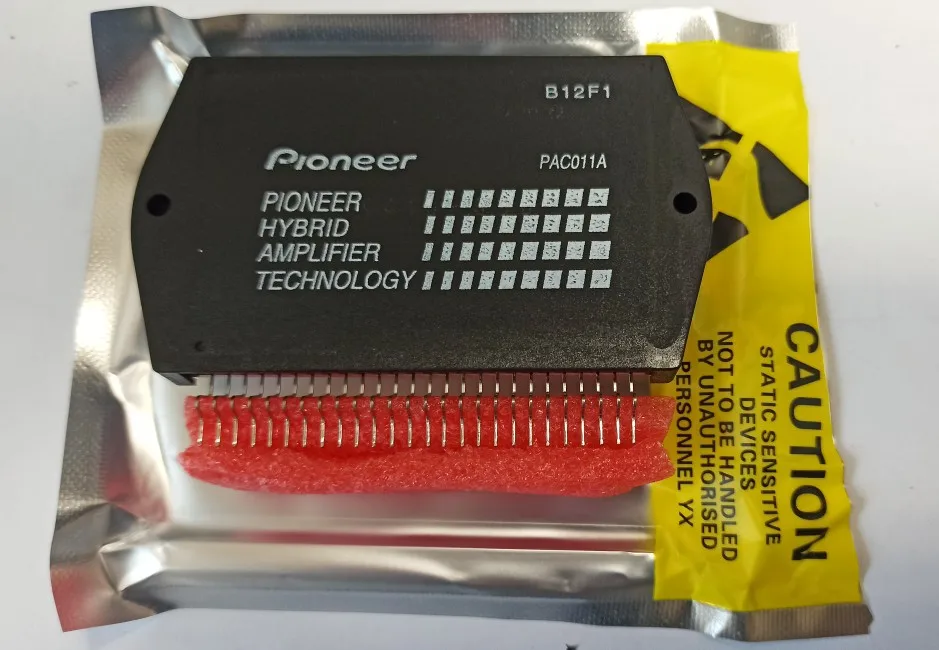 B12F1
Pioneer PAC011A
PIONEER
HYBRID
AMPLIFIER
TECHNOLOGY
CAUTION
STATIC SENSITIVE
DEVICES
NOT TO BE HANDLED
BY UNAUTHORISED
PERSONNEL YX